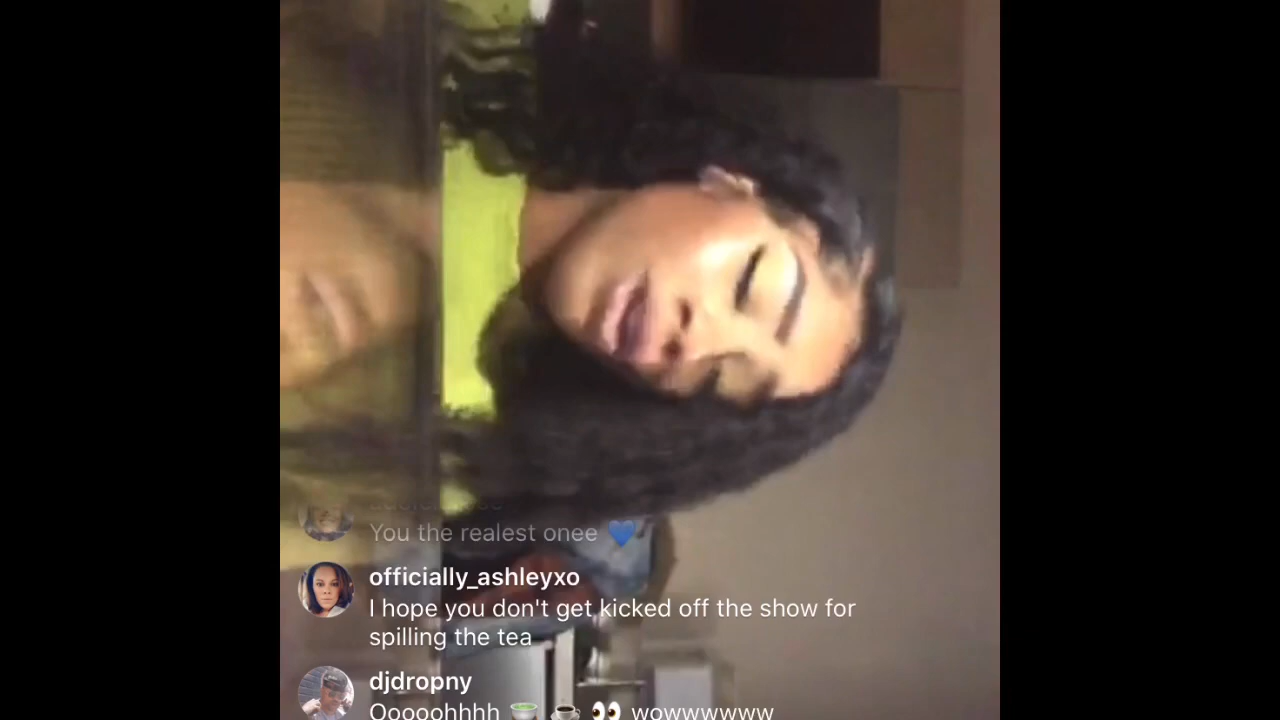 You the realest onee 💙
officially_ashleyxo
I hope you don't get kicked off the show for
spilling the tea
djdropny
Ooooohhhh 🍵 ☕ 👀 wowwwwww